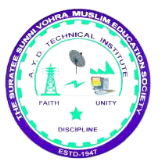 THE SURATEE SUNNI VOHRA MUSLIM EDUCATION SOCIETY
A. Y. D. TECHNICAL INSTITUTE
FAITH
UNITY
DISCIPLINE
ESTD-1947